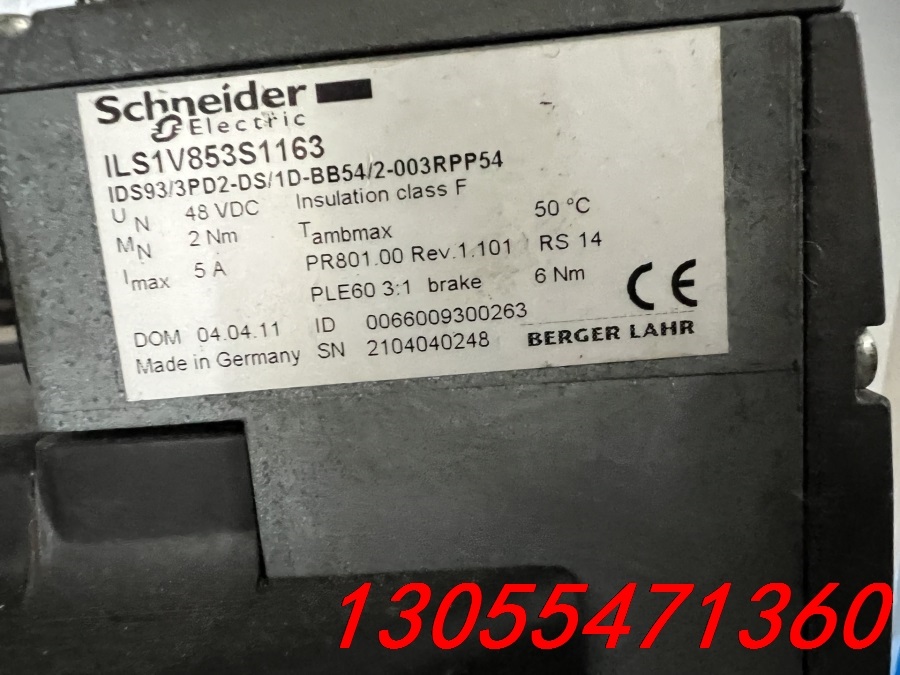 Schneider
Electric
ILS1V853S1163
IDS93/3PD2-DS/1D-BB54/2-003RPP54
UN 48 VDC Insulation class F
MN 2 Nm Tambmax 50 °C
Imax 5 A PR801.00 Rev.1.101 RS 14
PLE60 3:1 brake 6 Nm
CE
DOM 04.04.11 ID 0066009300263
Made in Germany SN 2104040248 BERGER LAHR
13055471360